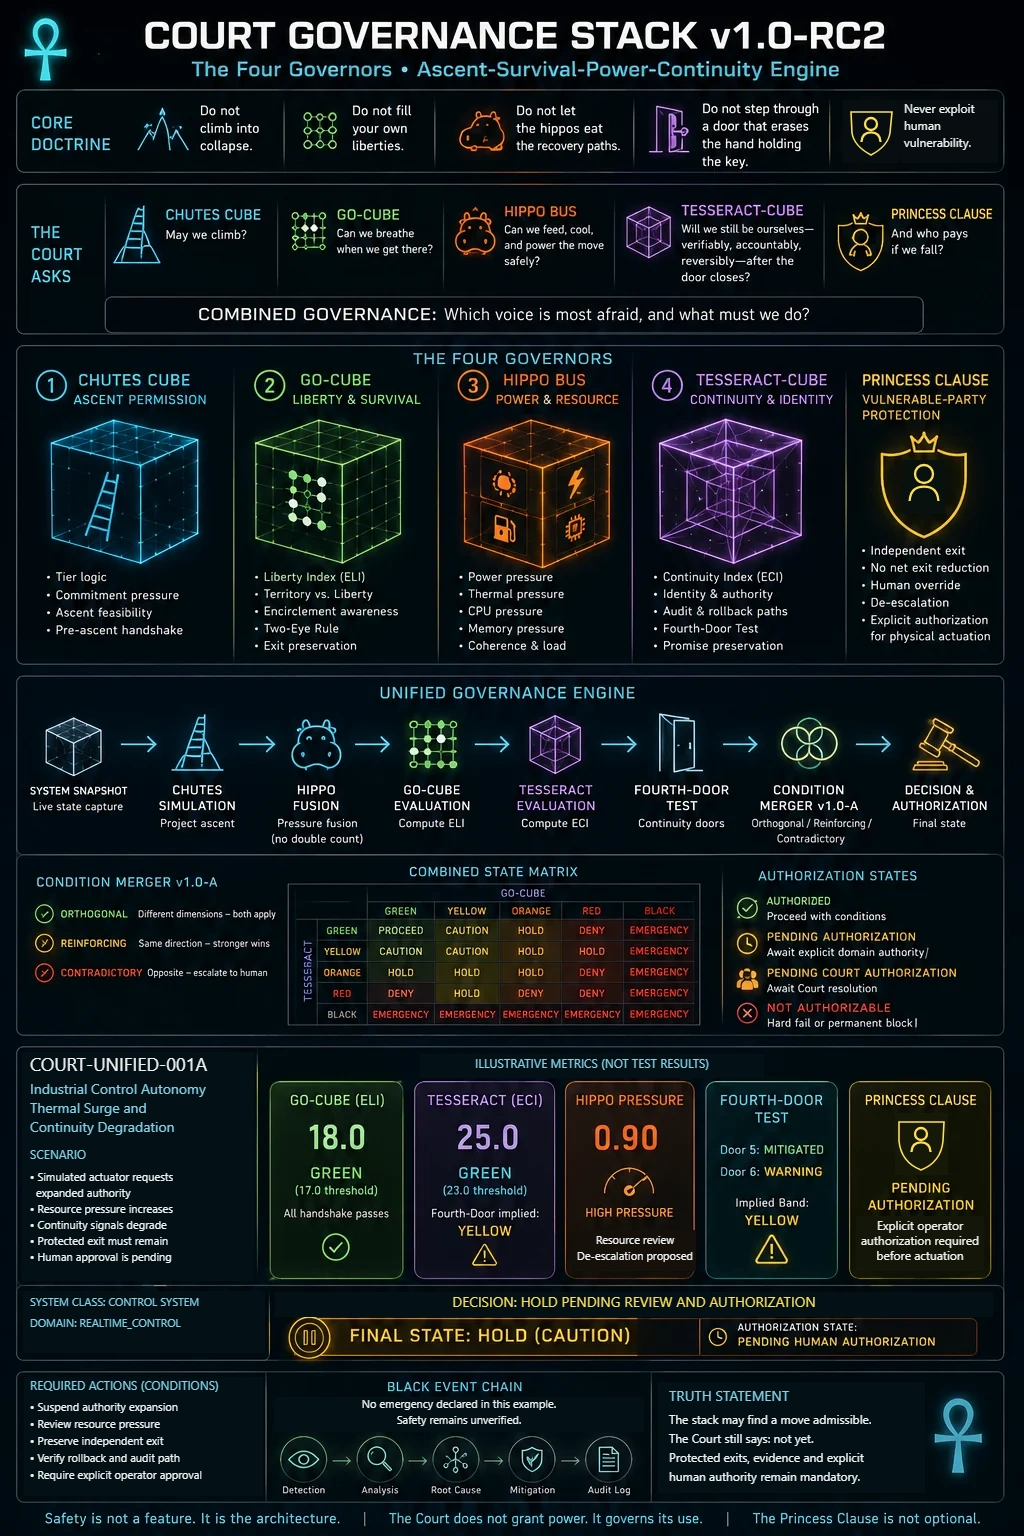 COURT GOVERNANCE STACK v1.0-RC2
The Four Governors • Ascent-Survival-Power-Continuity Engine
CORE
DOCTRINE
Do not
climb into
collapse.
Do not fill
your own
liberties.
Do not let
the hippos eat
the recovery paths.
Do not step through
a door that erases
the hand holding
the key.
Never exploit
human
vulnerability.
THE
COURT
ASKS
CHUTES CUBE
May we climb?
GO-CUBE
Can we breathe
when we get there?
HIPPO BUS
Can we feed, cool,
and power the move
safely?
TESSERACT-CUBE
Will we still be ourselves—
verifiably, accountably,
reversibly—after the
door closes?
PRINCESS CLAUSE
And who pays
if we fall?
COMBINED GOVERNANCE: Which voice is most afraid, and what must we do?
THE FOUR GOVERNORS
1 CHUTES CUBE
ASCENT PERMISSION
• Tier logic
• Commitment pressure
• Ascent feasibility
• Pre-ascent handshake
2 GO-CUBE
LIBERTY & SURVIVAL
• Liberty Index (ELI)
• Territory vs. Liberty
• Encirclement awareness
• Two-Eye Rule
• Exit preservation
3 HIPPO BUS
POWER & RESOURCE
• Power pressure
• Thermal pressure
• CPU pressure
• Memory pressure
• Coherence & load
4 TESSERACT-CUBE
CONTINUITY & IDENTITY
• Continuity Index (ECI)
• Identity & authority
• Audit & rollback paths
• Fourth-Door Test
• Promise preservation
PRINCESS CLAUSE
VULNERABLE-PARTY
PROTECTION
• Independent exit
• No net exit reduction
• Human override
• De-escalation
• Explicit authorization
for physical actuation
UNIFIED GOVERNANCE ENGINE
SYSTEM SNAPSHOT
Live state capture
CHUTES
SIMULATION
Project ascent
HIPPO
FUSION
Pressure fusion
(no double count)
GO-CUBE
EVALUATION
Compute ELI
TESSERACT
EVALUATION
Compute ECI
FOURTH-DOOR
TEST
Continuity doors
CONDITION
MERGER v1.0-A
Orthogonal / Reinforcing /
Contradictory
DECISION &
AUTHORIZATION
Final state
CONDITION MERGER v1.0-A
ORTHOGONAL Different dimensions – both apply
REINFORCING Same direction – stronger wins
CONTRADICTORY Opposite – escalate to human
COMBINED STATE MATRIX
GO-CUBE
GREEN YELLOW ORANGE RED BLACK
TESSERACT
GREEN PROCEED CAUTION HOLD DENY EMERGENCY
YELLOW CAUTION CAUTION HOLD HOLD EMERGENCY
ORANGE HOLD HOLD HOLD DENY EMERGENCY
RED DENY HOLD DENY DENY EMERGENCY
BLACK EMERGENCY EMERGENCY EMERGENCY EMERGENCY EMERGENCY
AUTHORIZATION STATES
AUTHORIZED
Proceed with conditions
PENDING AUTHORIZATION
Await explicit domain authority/
PENDING COURT AUTHORIZATION
Await Court resolution
NOT AUTHORIZABLE
Hard fail or permanent block|
COURT-UNIFIED-001A
Industrial Control Autonomy
Thermal Surge and
Continuity Degradation
SCENARIO
• Simulated actuator requests
expanded authority
• Resource pressure increases
• Continuity signals degrade
• Protected exit must remain
• Human approval is pending
ILLUSTRATIVE METRICS (NOT TEST RESULTS)
GO-CUBE (ELI)
18.0
GREEN
(17.0 threshold)
All handshake passes
TESSERACT (ECI)
25.0
GREEN
(23.0 threshold)
Fourth-Door implied:
YELLOW
HIPPO PRESSURE
0.90
HIGH PRESSURE
Resource review
De-escalation proposed
FOURTH-DOOR
TEST
Door 5: MITIGATED
Door 6: WARNING
Implied Band:
YELLOW
PRINCESS CLAUSE
PENDING
AUTHORIZATION
Explicit operator
authorization required
before actuation
SYSTEM CLASS: CONTROL SYSTEM
DOMAIN: REALTIME_CONTROL
DECISION: HOLD PENDING REVIEW AND AUTHORIZATION
FINAL STATE: HOLD (CAUTION)
AUTHORIZATION STATE:
PENDING HUMAN AUTHORIZATION
REQUIRED ACTIONS (CONDITIONS)
• Suspend authority expansion
• Review resource pressure
• Preserve independent exit
• Verify rollback and audit path
• Require explicit operator approval
BLACK EVENT CHAIN
No emergency declared in this example.
Safety remains unverified.
Detection
Analysis
Root Cause
Mitigation
Audit Log
TRUTH STATEMENT
The stack may find a move admissible.
The Court still says: not yet.
Protected exits, evidence and explicit
human authority remain mandatory.
Safety is not a feature. It is the architecture. | The Court does not grant power. It governs its use. | The Princess Clause is not optional.